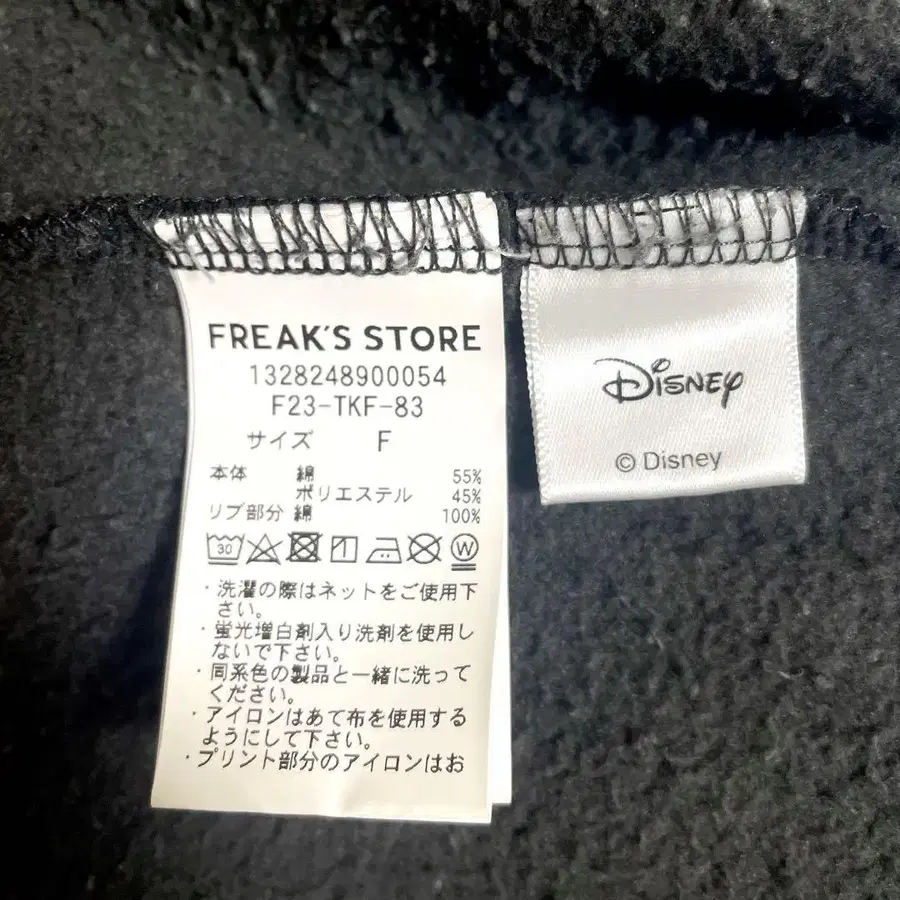 FREAK'S STORE
1328248900054
F23-TKF-83
サイズ F
本体 綿 55%
ポリエステル 45%
リブ部分 綿 100%
30 W
・洗濯の際はネットをご使用下
さい。
・蛍光増白剤入り洗剤を使用し
ないで下さい。
・同系色の製品と一緒に洗って
ください。
・アイロンはあて布を使用する
ようにして下さい。
・プリント部分のアイロンはお
Disney
© Disney